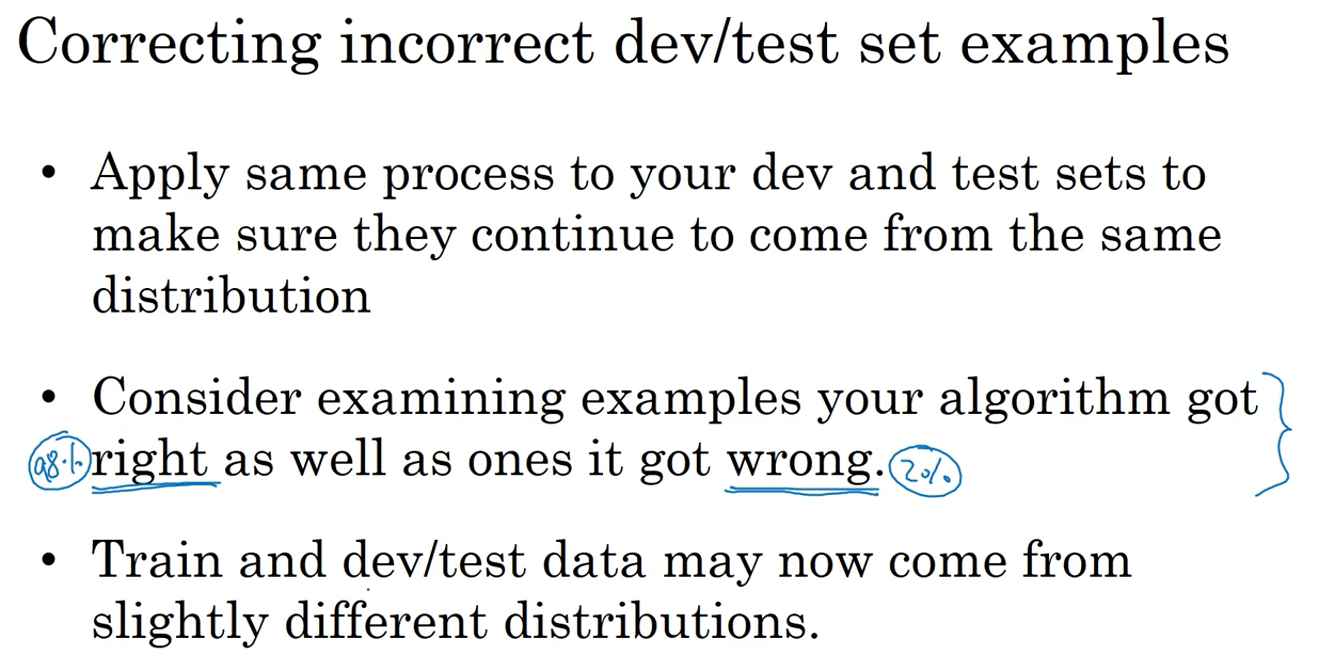 Correcting incorrect dev/test set examples
• Apply same process to your dev and test sets to
make sure they continue to come from the same
distribution
• Consider examining examples your algorithm got
98% right as well as ones it got wrong. 2%
• Train and dev/test data may now come from
slightly different distributions.